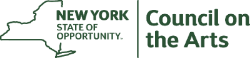 NEW YORK
STATE OF
OPPORTUNITY.
Council on
the Arts